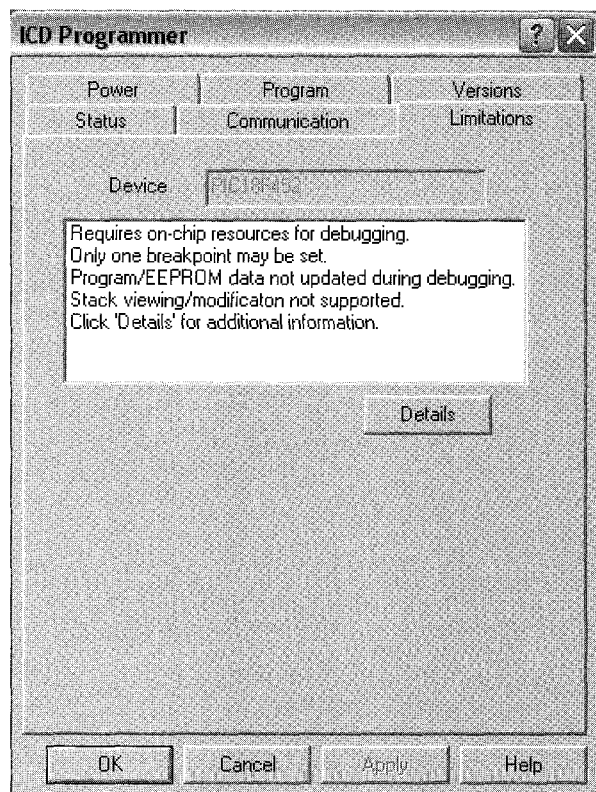 ICD Programmer
Power Program Versions
Status Communication Limitations
Device PIC18F452
Requires on-chip resources for debugging.
Only one breakpoint may be set.
Program/EEPROM data not updated during debugging.
Stack viewing/modificaton not supported.
Click 'Details' for additional information.
Details
OK Cancel Apply Help